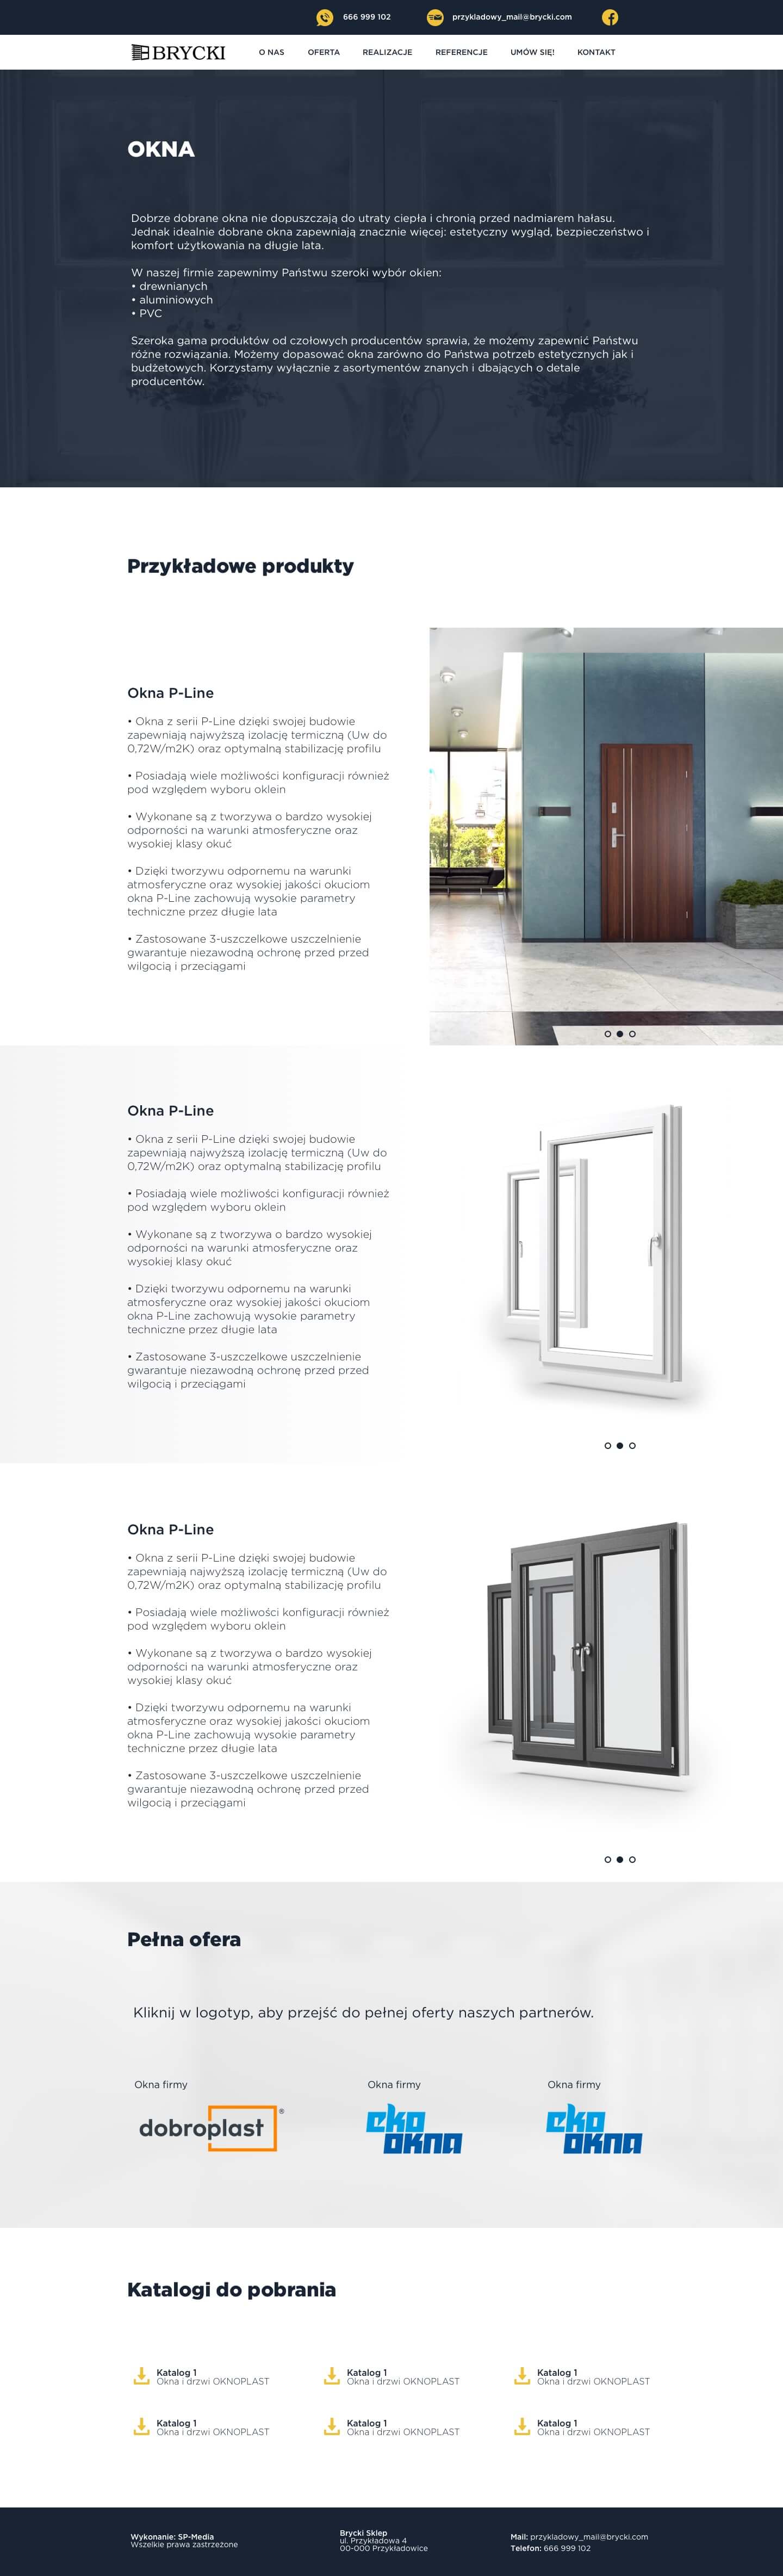 666 999 102
przykladowy_mail@brycki.com
BRYCKI
O NAS
OFERTA
REALIZACJE
REFERENCJE
UMÓW SIĘ!
KONTAKT
OKNA
Dobrze dobrane okna nie dopuszczają do utraty ciepła i chronią przed nadmiarem hałasu.
Jednak idealnie dobrane okna zapewniają znacznie więcej: estetyczny wygląd, bezpieczeństwo i
komfort użytkowania na długie lata.
W naszej firmie zapewnimy Państwu szeroki wybór okien:
• drewnianych
• aluminiowych
• PVC
Szeroka gama produktów od czołowych producentów sprawia, że możemy zapewnić Państwu
różne rozwiązania. Możemy dopasować okna zarówno do Państwa potrzeb estetycznych jak i
budżetowych. Korzystamy wyłącznie z asortymentów znanych i dbających o detale
producentów.
Przykładowe produkty
Okna P-Line
• Okna z serii P-Line dzięki swojej budowie
zapewniają najwyższą izolację termiczną (Uw do
0,72W/m2K) oraz optymalną stabilizację profilu
• Posiadają wiele możliwości konfiguracji również
pod względem wyboru oklein
• Wykonane są z tworzywa o bardzo wysokiej
odporności na warunki atmosferyczne oraz
wysokiej klasy okuć
• Dzięki tworzywu odpornemu na warunki
atmosferyczne oraz wysokiej jakości okuciom
okna P-Line zachowują wysokie parametry
techniczne przez długie lata
• Zastosowane 3-uszczelkowe uszczelnienie
gwarantuje niezawodną ochronę przed przed
wilgocią i przeciągami
Okna P-Line
• Okna z serii P-Line dzięki swojej budowie
zapewniają najwyższą izolację termiczną (Uw do
0,72W/m2K) oraz optymalną stabilizację profilu
• Posiadają wiele możliwości konfiguracji również
pod względem wyboru oklein
• Wykonane są z tworzywa o bardzo wysokiej
odporności na warunki atmosferyczne oraz
wysokiej klasy okuć
• Dzięki tworzywu odpornemu na warunki
atmosferyczne oraz wysokiej jakości okuciom
okna P-Line zachowują wysokie parametry
techniczne przez długie lata
• Zastosowane 3-uszczelkowe uszczelnienie
gwarantuje niezawodną ochronę przed przed
wilgocią i przeciągami
Okna P-Line
• Okna z serii P-Line dzięki swojej budowie
zapewniają najwyższą izolację termiczną (Uw do
0,72W/m2K) oraz optymalną stabilizację profilu
• Posiadają wiele możliwości konfiguracji również
pod względem wyboru oklein
• Wykonane są z tworzywa o bardzo wysokiej
odporności na warunki atmosferyczne oraz
wysokiej klasy okuć
• Dzięki tworzywu odpornemu na warunki
atmosferyczne oraz wysokiej jakości okuciom
okna P-Line zachowują wysokie parametry
techniczne przez długie lata
• Zastosowane 3-uszczelkowe uszczelnienie
gwarantuje niezawodną ochronę przed przed
wilgocią i przeciągami
Pełna ofera
Kliknij w logotyp, aby przejść do pełnej oferty naszych partnerów.
Okna firmy
dobroplast®
Okna firmy
eko
okna
Okna firmy
eko
okna
Katalogi do pobrania
Katalog 1
Okna i drzwi OKNOPLAST
Katalog 1
Okna i drzwi OKNOPLAST
Katalog 1
Okna i drzwi OKNOPLAST
Katalog 1
Okna i drzwi OKNOPLAST
Katalog 1
Okna i drzwi OKNOPLAST
Katalog 1
Okna i drzwi OKNOPLAST
Wykonanie: SP-Media
Wszelkie prawa zastrzeżone
Brycki Sklep
ul. Przykładowa 4
00-000 Przykładowice
Mail: przykladowy_mail@brycki.com
Telefon: 666 999 102